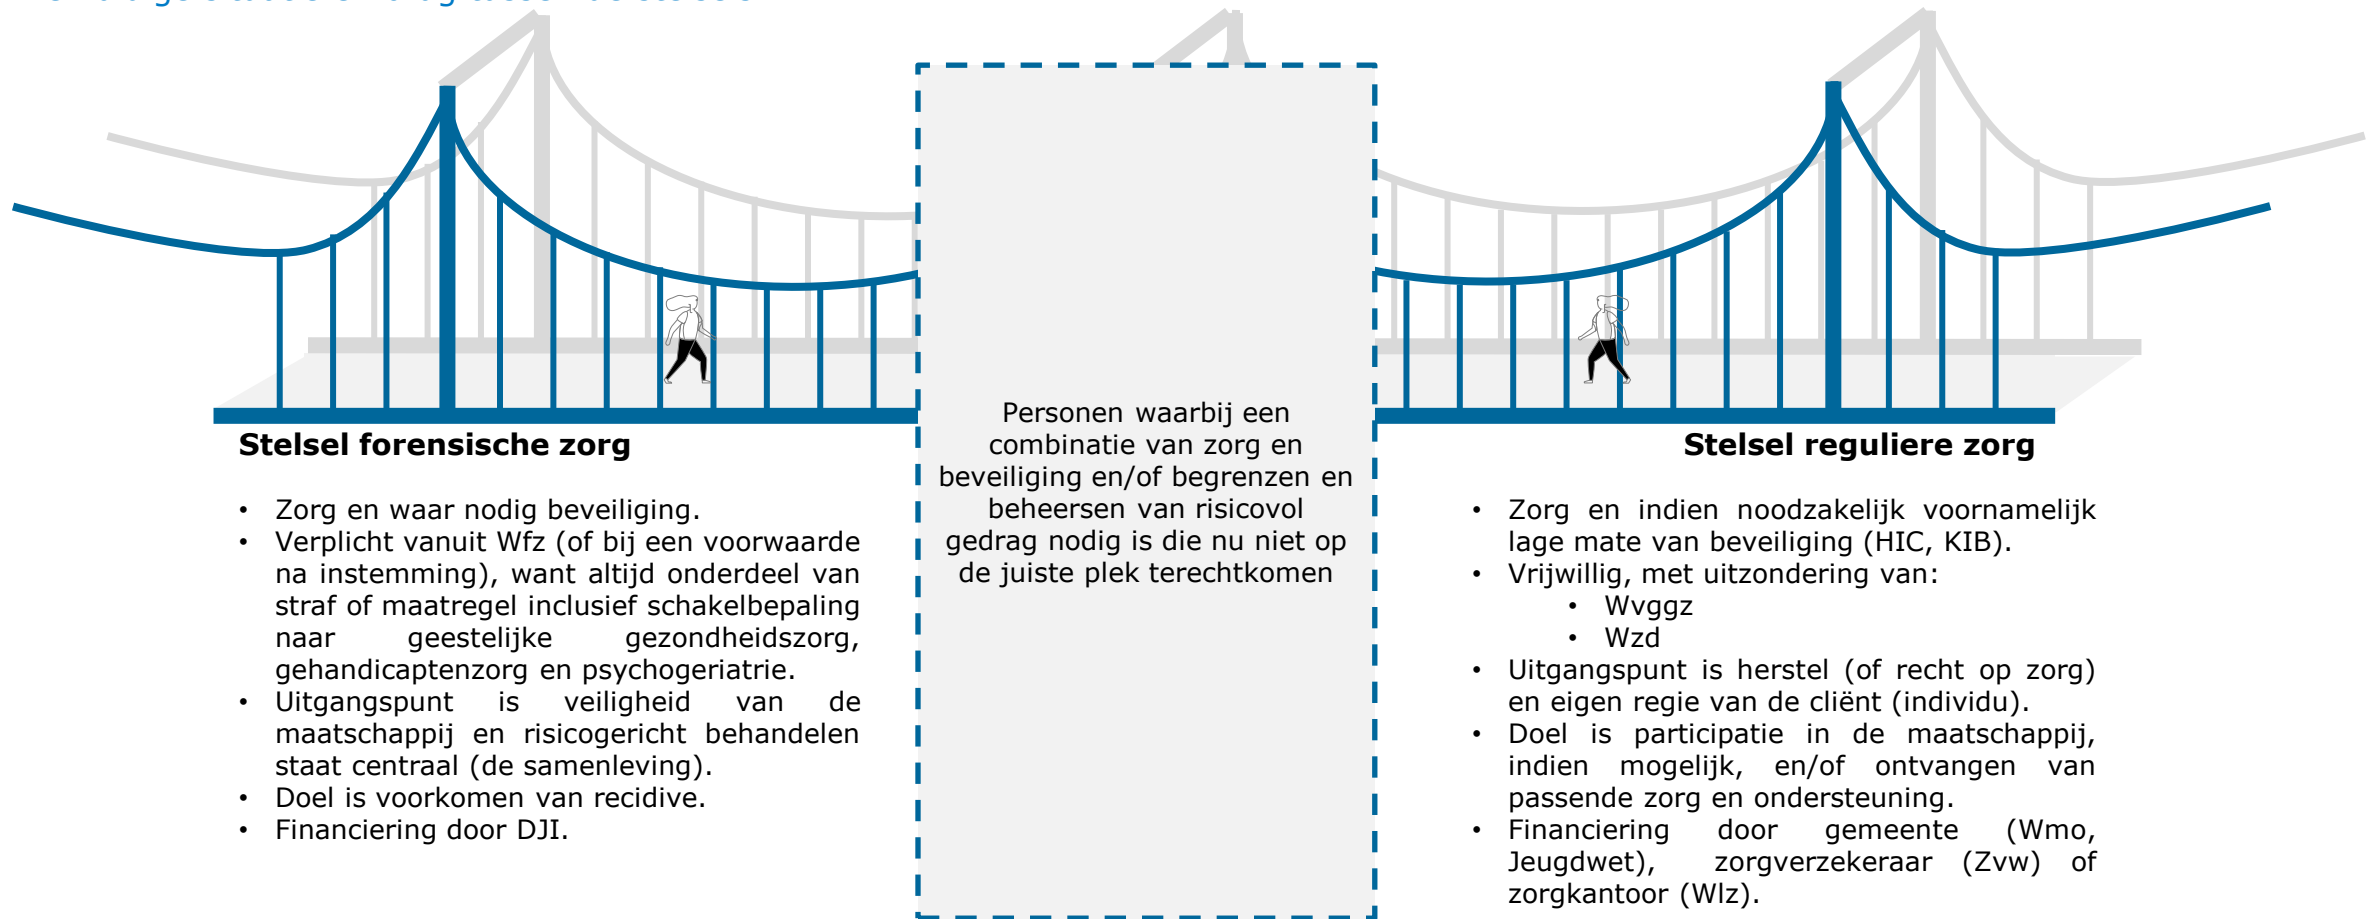 Stelsel forensische zorg
• Zorg en waar nodig beveiliging.
• Verplicht vanuit Wfz (of bij een voorwaarde
na instemming), want altijd onderdeel van
straf of maatregel inclusief schakelbepaling
naar geestelijke gezondheidszorg,
gehandicaptenzorg en psychogeriatrie.
• Uitgangspunt is veiligheid van de
maatschappij en risicogericht behandelen
staat centraal (de samenleving).
• Doel is voorkomen van recidive.
• Financiering door DJI.
Personen waarbij een
combinatie van zorg en
beveiliging en/of begrenzen en
beheersen van risicovol
gedrag nodig is die nu niet op
de juiste plek terechtkomen
Stelsel reguliere zorg
• Zorg en indien noodzakelijk voornamelijk
lage mate van beveiliging (HIC, KIB).
• Vrijwillig, met uitzondering van:
• Wvggz
• Wzd
• Uitgangspunt is herstel (of recht op zorg)
en eigen regie van de cliënt (individu).
• Doel is participatie in de maatschappij,
indien mogelijk, en/of ontvangen van
passende zorg en ondersteuning.
• Financiering door gemeente (Wmo,
Jeugdwet), zorgverzekeraar (Zvw) of
zorgkantoor (Wlz).